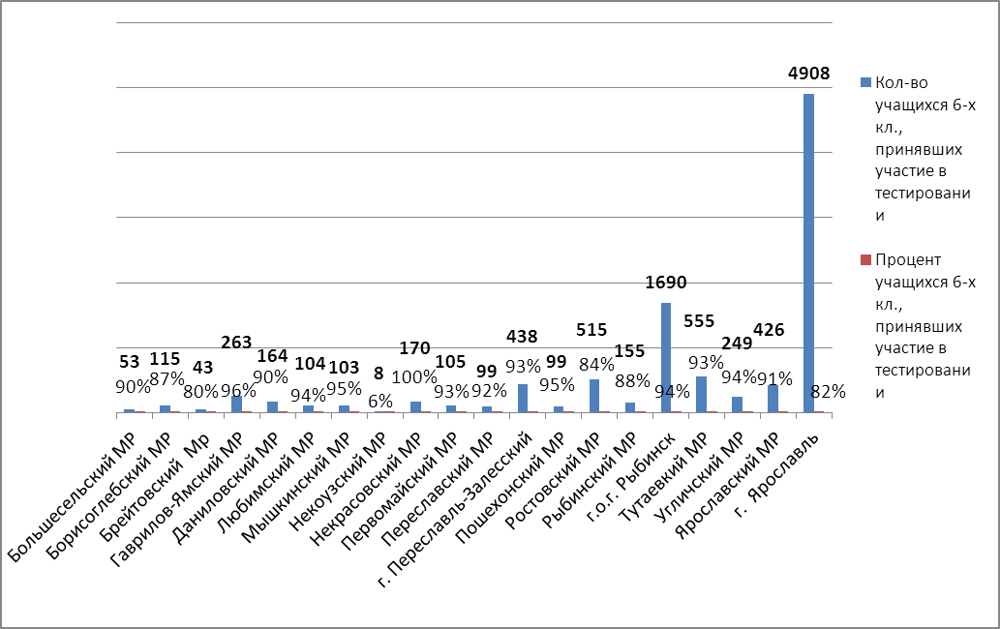 4908
1690
53
115
43
263
164
104
103
8
170
105
99
438
99
515
155
555
249
426
90%
87%
80%
96%
90%
94%
95%
6%
100%
93%
92%
93%
95%
84%
88%
94%
93%
94%
91%
82%
Большесельский МР
Борисоглебский МР
Брейтовский Мр
Гаврилов-Ямский МР
Даниловский МР
Любимский МР
Мышкинский МР
Некоузский МР
Некрасовский МР
Первомайский МР
Переславский МР
г. Переславль-Залесский
Пошехонский МР
Ростовский МР
Рыбинский МР
г.о.г. Рыбинск
Тутаевкий МР
Угличский МР
Ярославский МР
г. Ярославль
Кол-во
учащихся 6-х
кл.,
принявших
участие в
тестировани
и
Процент
учащихся 6-х
кл.,
принявших
участие в
тестировани
и